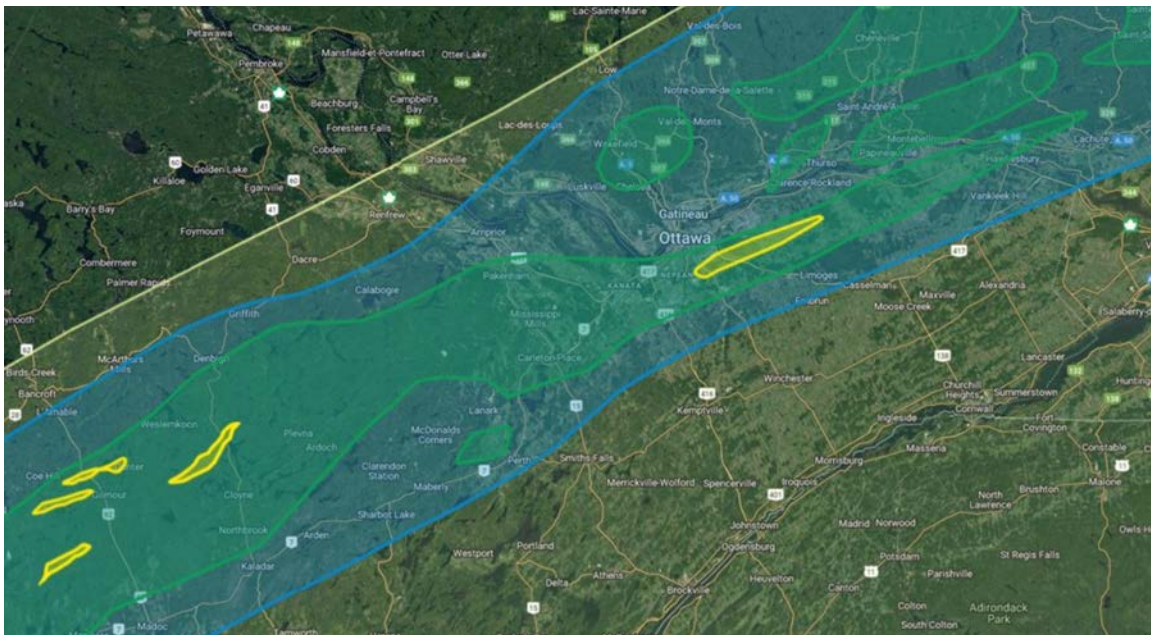 Lac-Sainte-Marie
Val-des-Bois
Petawawa
Chapeau
Mansfield-et-Pontefract
Otter Lake
Cheneville
Pembroke
Low
Beachburg
Campbell's
Bay
Notre-Dame-de-la Salette
Foresters Falls
Lac-des-Loups
Val-des-Monts
Saint-André-Avellin
Cobden
Shawville
Wakefield
Montebello
Papineauville
Lachute
Golden Lake
Killaloe
Eganville
Luskville
Chelsea
Thurso
Clarence-Rockland
Hawkesbury
Vankleek Hill
Barry's Bay
Renfrew
Gatineau
Ottawa
Foymount
Arnprior
Combermere
Dacre
Pakenham
NEPEAN
Limoges
Palmer Rapids
Calabogie
KANATA
Casselman
Alexandria
Embrun
Maxville
Moose Creek
Griffith
Mississippi
Mills
McArthurs
Mills
Denbigh
Carleton-Place
Lancaster
Birds Creek
Bancroft
Winchester
Churchill
Heights
Summerstown
L'Amable
Lanark
Kemptville
Ingleside
Cornwall
Fort
Covington
Weslemkoon
Plevna
Ardoch
McDonalds
Corners
Massena
Constable
Coe Hill
Clarendon
Station
Perth
Smiths Falls
Morrisburg
Malone
Gilmour
Cloyne
Maberly
Merrickville-Wolford
Spencerville
Iroquois
Brushton
North
Lawrence
Northbrook
Sharbot Lake
Johnstown
Madrid
Norwood
Arden
Ogdensburg
Kaladar
Westport
Portland
Potsdam
St Regis Falls
Delta
Athens
Heuvelton
Canton
Parishville
Brockville
Madoc
Tamworth
Colton
South Colton
Adirondack
Park